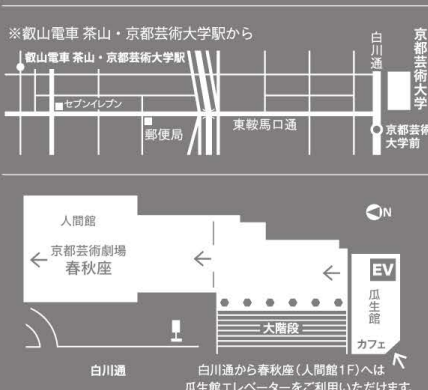 ※叡山電車 茶山・京都芸術大学駅から
叡山電車 茶山・京都芸術大学駅
白川通
京都芸術大学
セブンイレブン
郵便局
東鞍馬口通
京都芸術
大学前
N
人間館
京都芸術劇場
春秋座
EV
瓜生館
カフェ
大階段
白川通
白川通から春秋座(人間館1F)へは
瓜生館エレベーターをご利用いただけます。